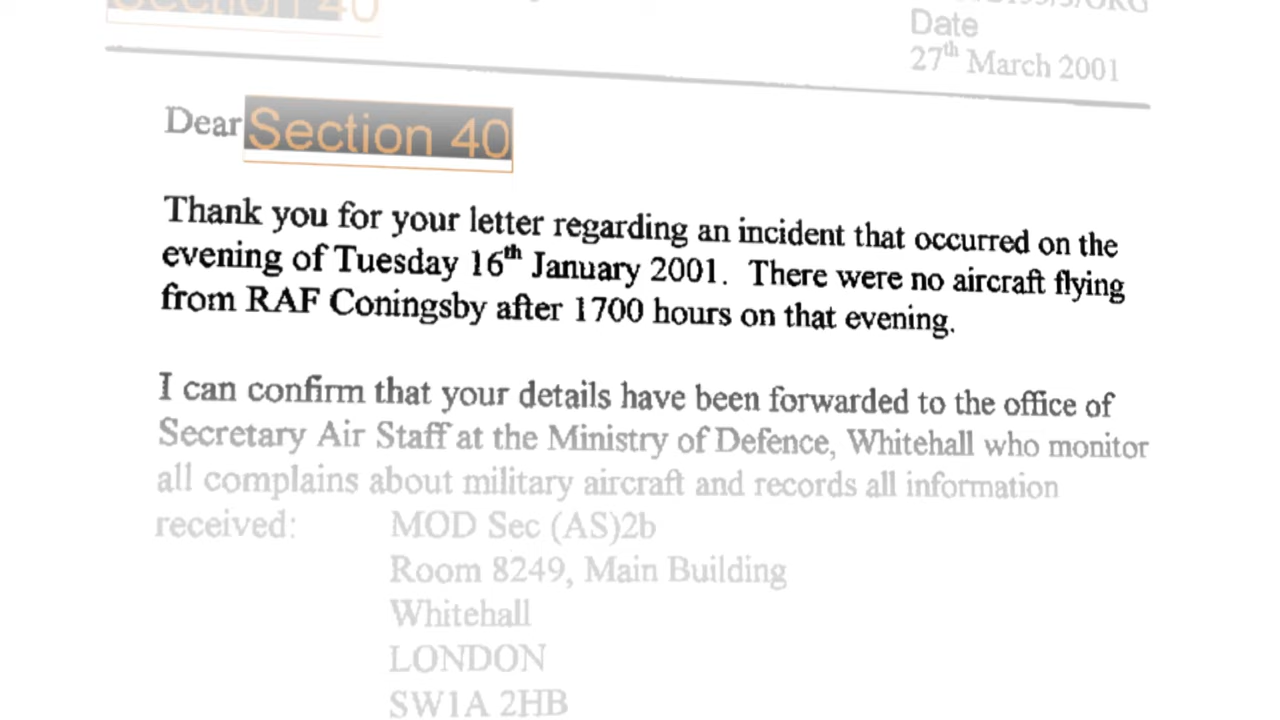 Section 40
Date
27th March 2001
Dear Section 40
Thank you for your letter regarding an incident that occurred on the
evening of Tuesday 16th January 2001. There were no aircraft flying
from RAF Coningsby after 1700 hours on that evening.
I can confirm that your details have been forwarded to the office of
Secretary Air Staff at the Ministry of Defence, Whitehall who monitor
all complains about military aircraft and records all information
received: MOD Sec (AS)2b
Room 8249, Main Building
Whitehall
LONDON
SW1A 2HB